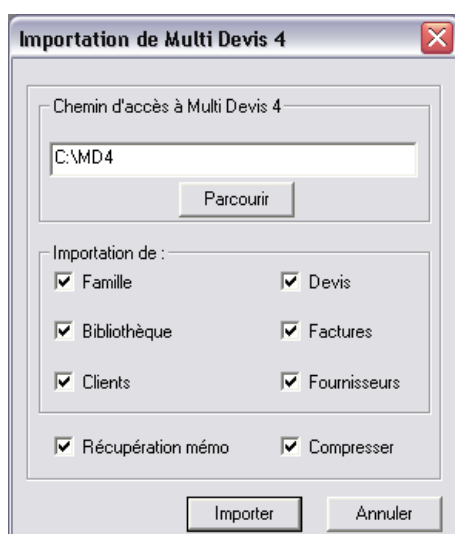 Importation de Multi Devis 4
Chemin d'accès à Multi Devis 4
C:\MD4
Parcourir
Importation de :
Famille
Devis
Bibliothèque
Factures
Clients
Fournisseurs
Récupération mémo
Compresser
Importer
Annuler